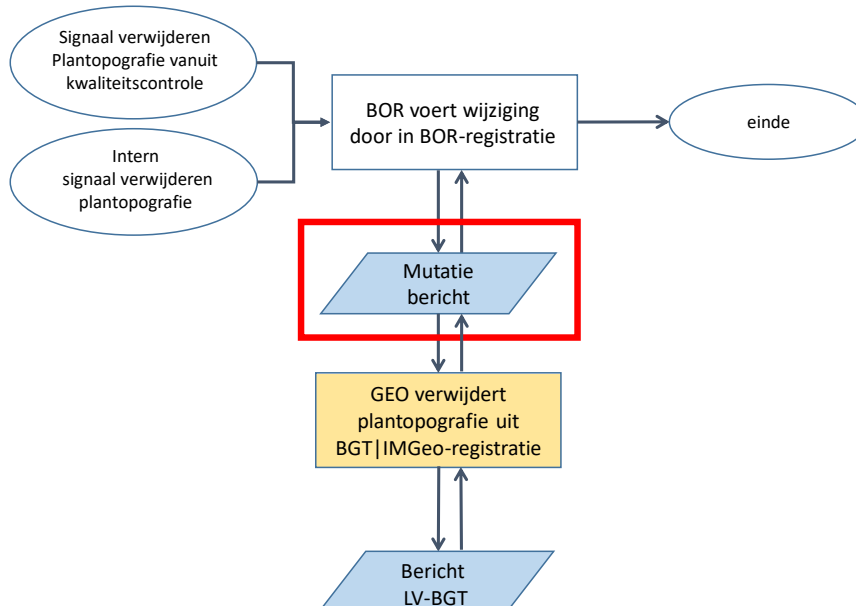 Signaal verwijderen
Plantopografie vanuit
kwaliteitscontrole
BOR voert wijziging
door in BOR-registratie
einde
Intern
signaal verwijderen
plantopografie
Mutatie
bericht
GEO verwijdert
plantopografie uit
BGT|IMGeo-registratie
Bericht
LV-BGT